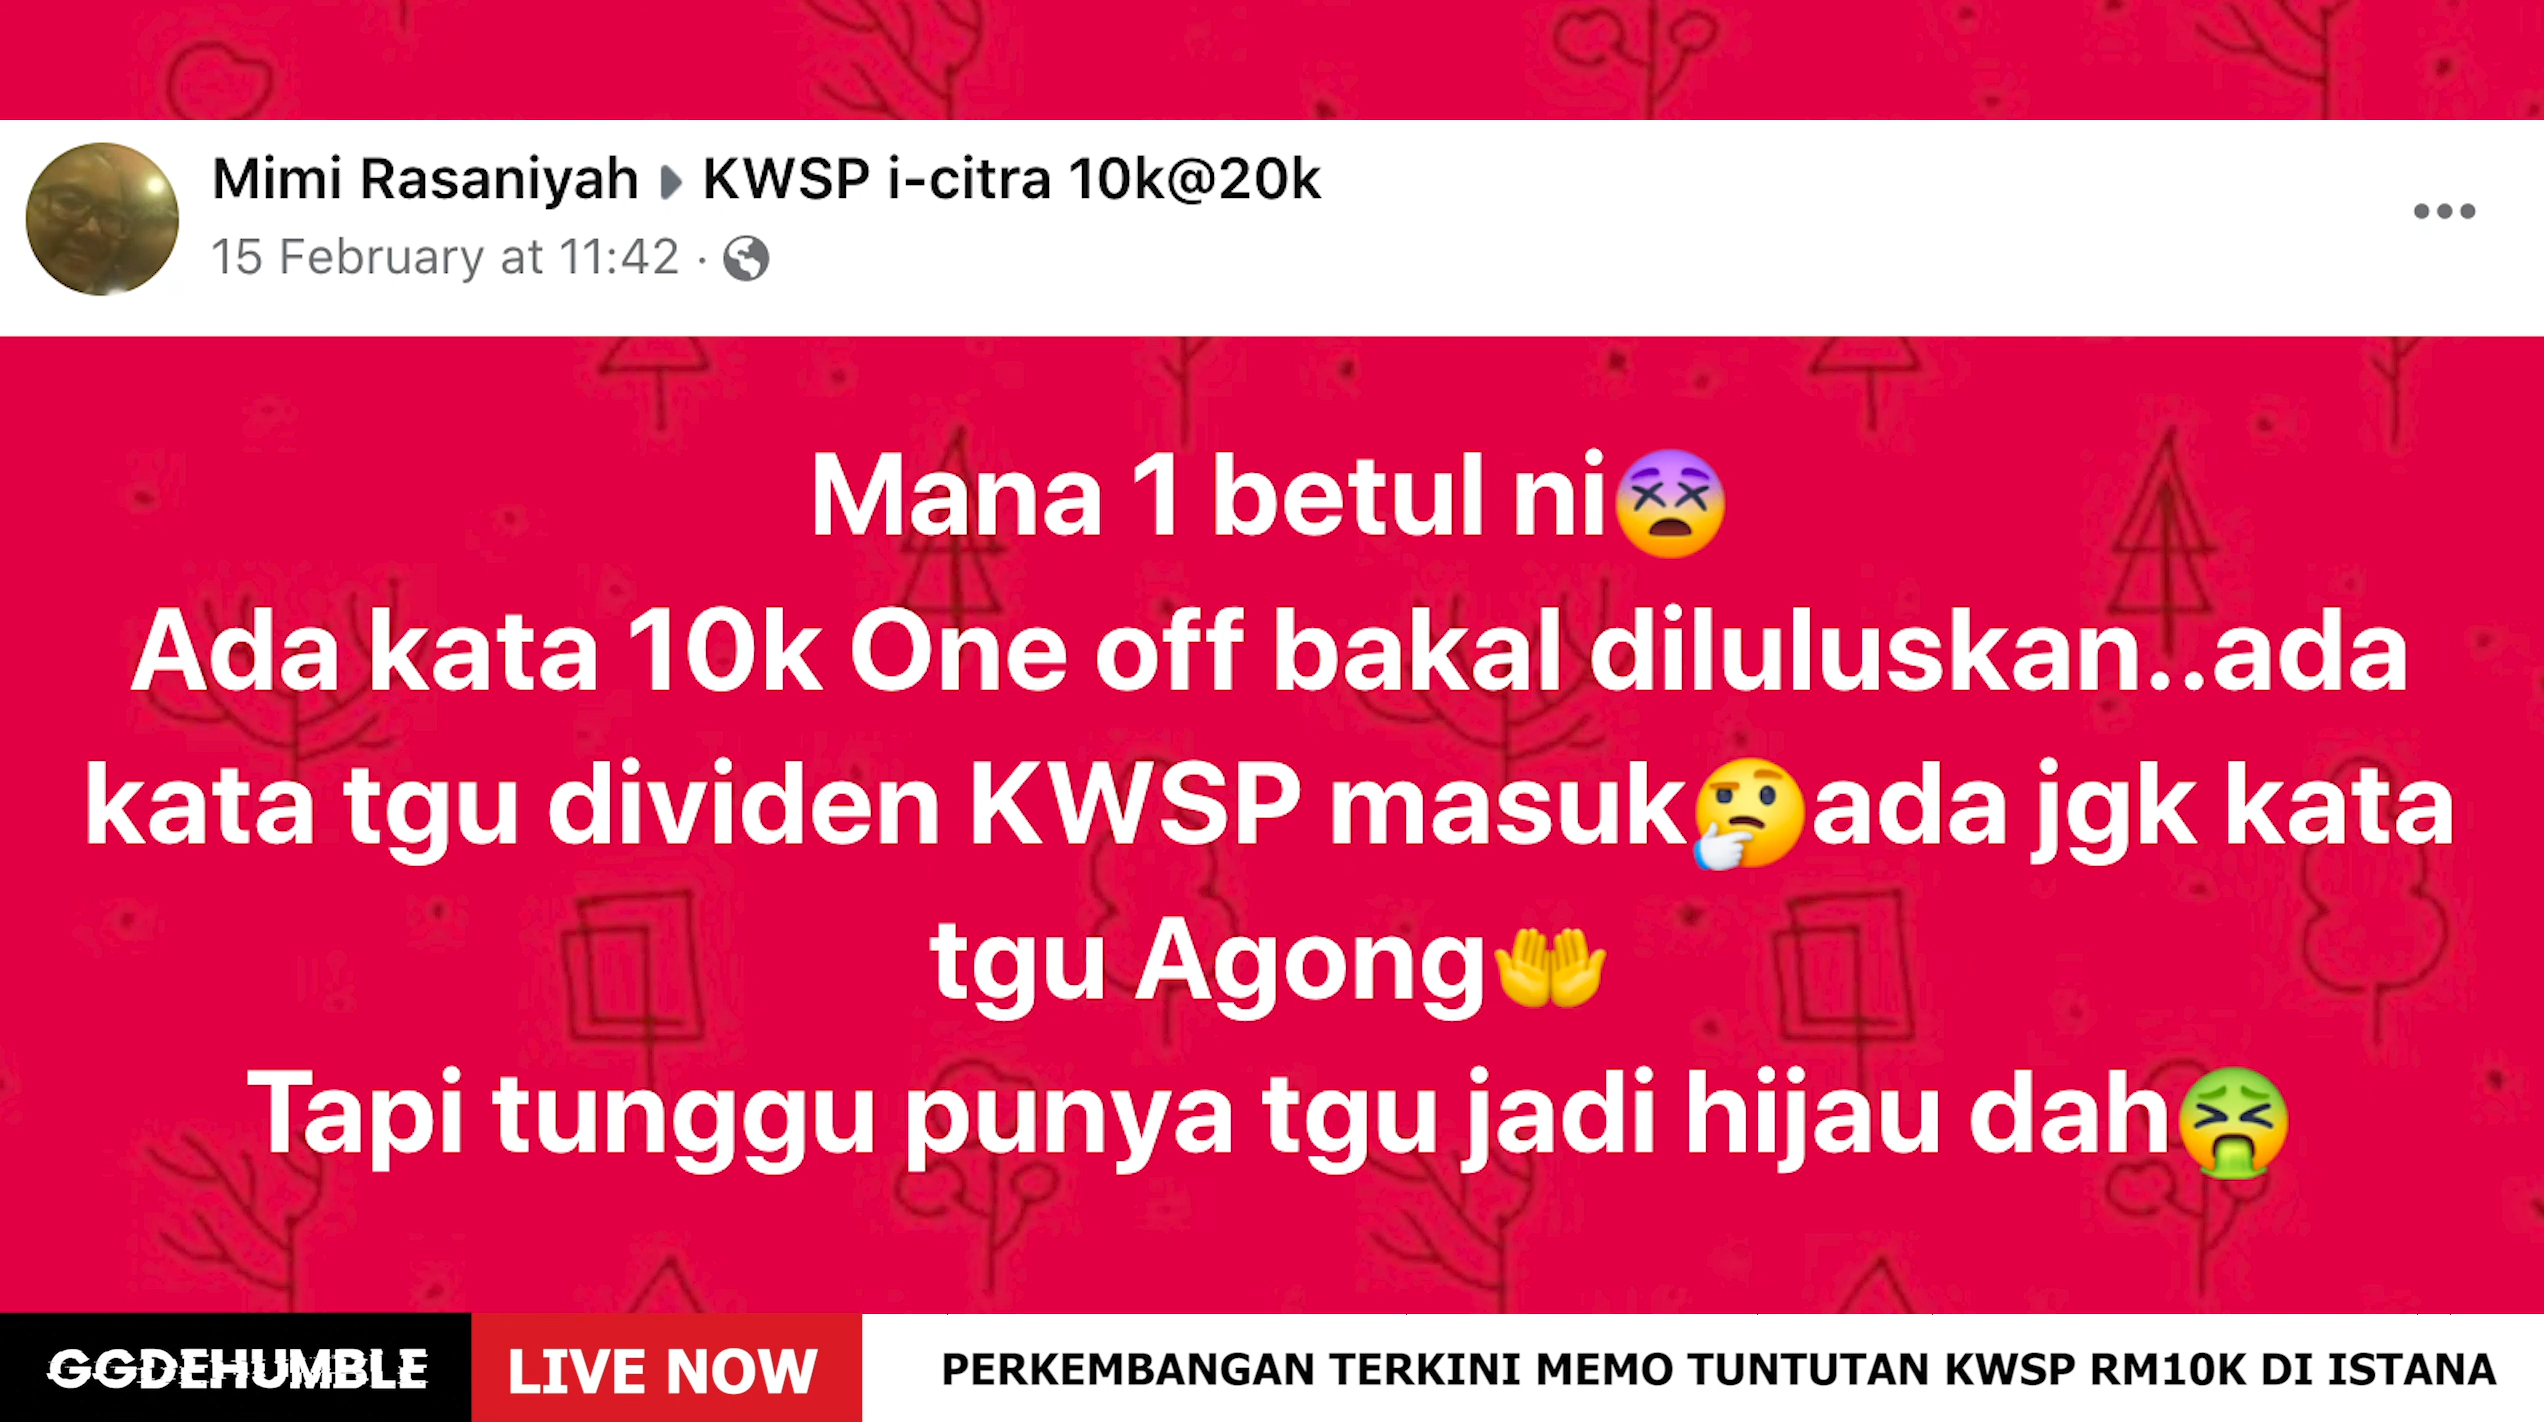 Mimi Rasaniyah ▸ KWSP i-citra 10k@20k
15 February at 11:42 ·
Mana 1 betul ni😵
Ada kata 10k One off bakal diluluskan..ada
kata tgu dividen KWSP masuk🤔ada jgk kata
tgu Agong🤲
Tapi tunggu punya tgu jadi hijau dah🤮
GGDEHUMBLE
LIVE NOW
PERKEMBANGAN TERKINI MEMO TUNTUTAN KWSP RM10K DI ISTANA